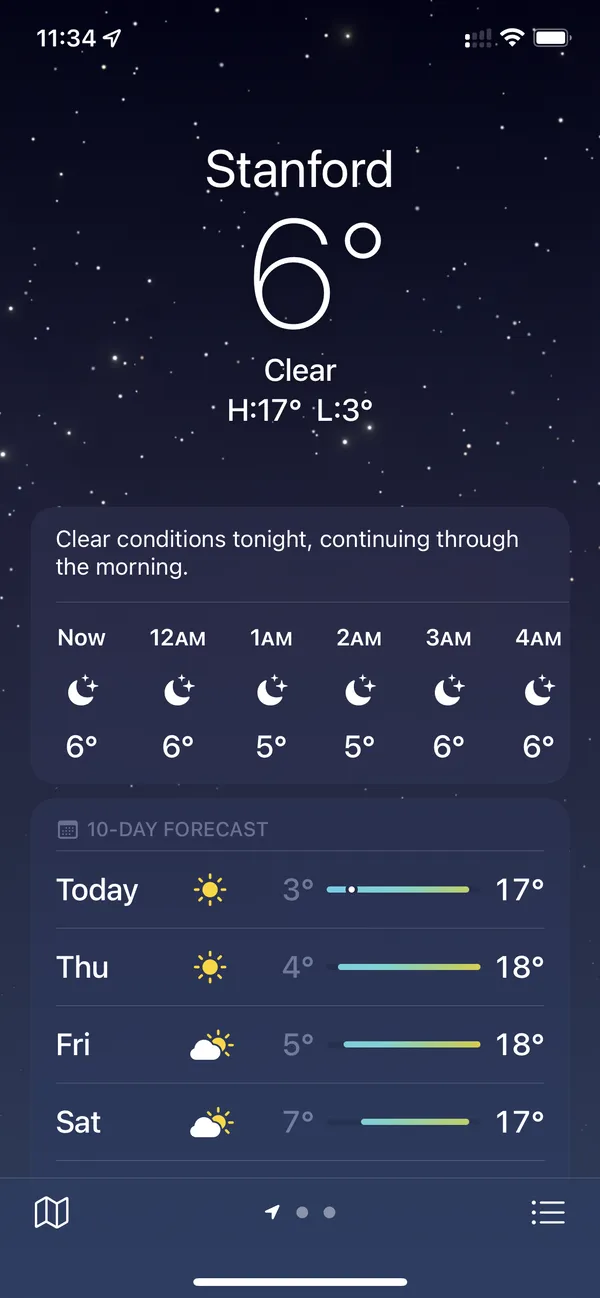 11:34
Stanford
6°
Clear
H:17° L:3°
Clear conditions tonight, continuing through
the morning.
Now 12AM 1AM 2AM 3AM 4AM
6° 6° 5° 5° 6° 6°
10-DAY FORECAST
Today 3° 17°
Thu 4° 18°
Fri 5° 18°
Sat 7° 17°